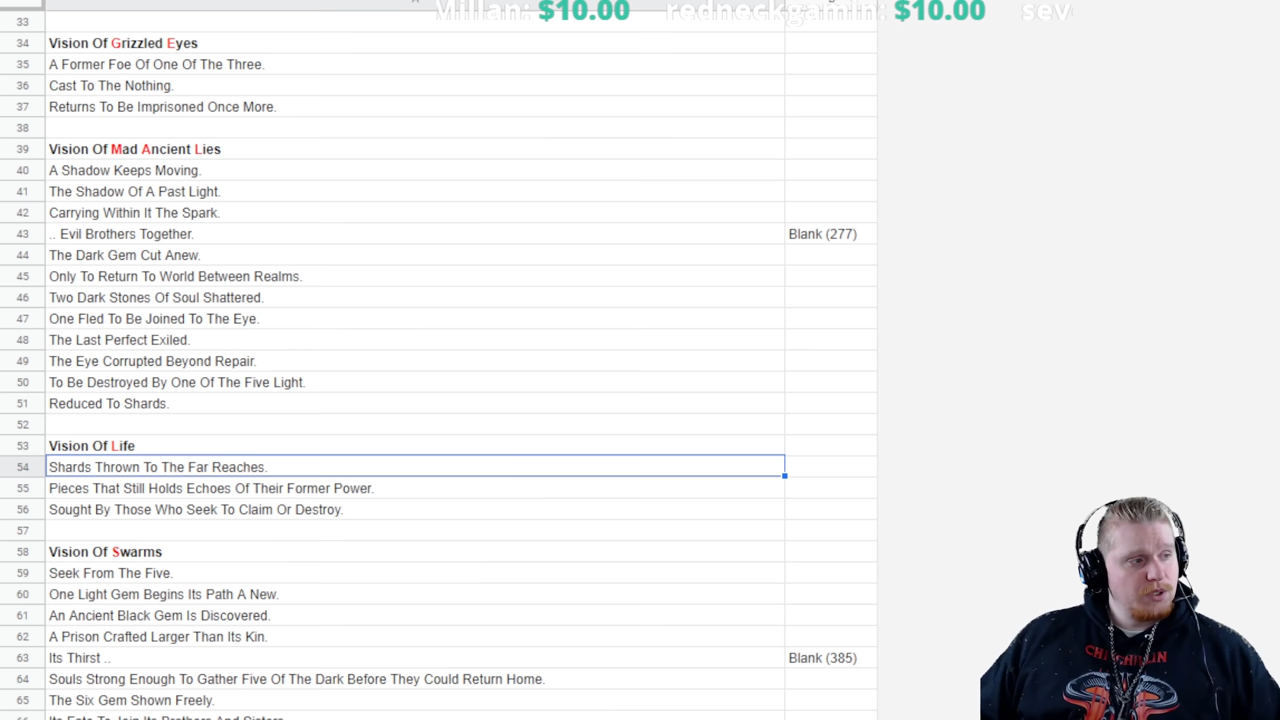 Millan: $10.00 redneckgamin: $10.00 sev
33
34 Vision Of Grizzled Eyes
35 A Former Foe Of One Of The Three.
36 Cast To The Nothing.
37 Returns To Be Imprisoned Once More.
38
39 Vision Of Mad Ancient Lies
40 A Shadow Keeps Moving.
41 The Shadow Of A Past Light.
42 Carrying Within It The Spark.
43 .. Evil Brothers Together. Blank (277)
44 The Dark Gem Cut Anew.
45 Only To Return To World Between Realms.
46 Two Dark Stones Of Soul Shattered.
47 One Fled To Be Joined To The Eye.
48 The Last Perfect Exiled.
49 The Eye Corrupted Beyond Repair.
50 To Be Destroyed By One Of The Five Light.
51 Reduced To Shards.
52
53 Vision Of Life
54 Shards Thrown To The Far Reaches.
55 Pieces That Still Holds Echoes Of Their Former Power.
56 Sought By Those Who Seek To Claim Or Destroy.
57
58 Vision Of Swarms
59 Seek From The Five.
60 One Light Gem Begins Its Path A New.
61 An Ancient Black Gem Is Discovered.
62 A Prison Crafted Larger Than Its Kin.
63 Its Thirst .. Blank (385)
64 Souls Strong Enough To Gather Five Of The Dark Before They Could Return Home.
65 The Six Gem Shown Freely.
Its Fate To Join Its Brothers And Sisters